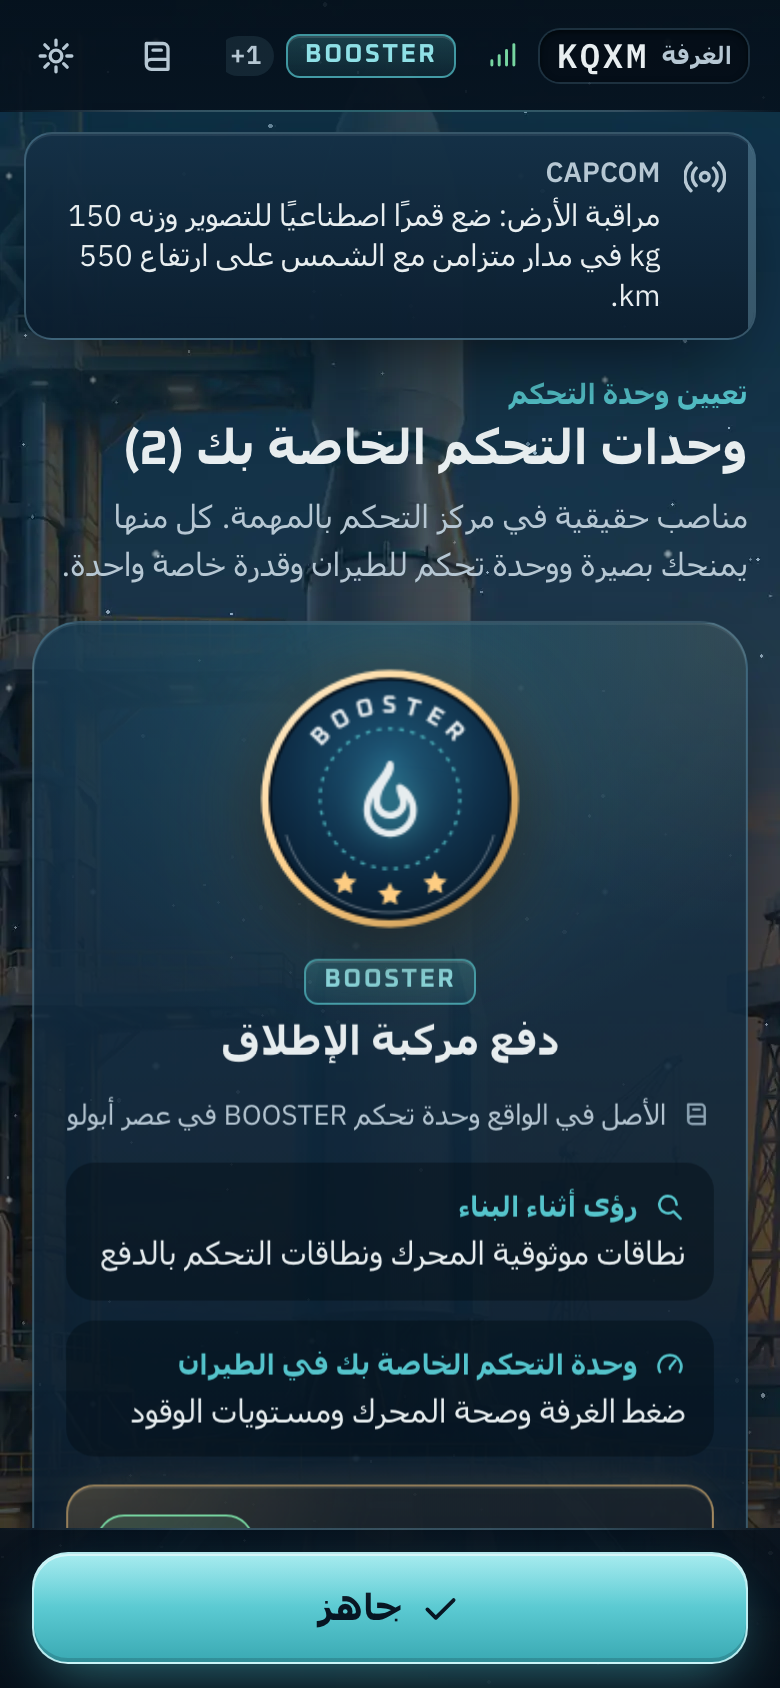 الغرفة KQXM
BOOSTER
+1
CAPCOM
مراقبة الأرض: ضع قمرًا اصطناعيًا للتصوير وزنه 150
kg في مدار متزامن مع الشمس على ارتفاع 550
km.
تعيين وحدة التحكم
وحدات التحكم الخاصة بك (2)
مناصب حقيقية في مركز التحكم بالمهمة. كل منها
يمنحك بصيرة ووحدة تحكم للطيران وقدرة خاصة واحدة.
BOOSTER
BOOSTER
دفع مركبة الإطلاق
الأصل في الواقع وحدة تحكم BOOSTER في عصر أبولو
رؤى أثناء البناء
نطاقات موثوقية المحرك ونطاقات التحكم بالدفع
وحدة التحكم الخاصة بك في الطيران
ضغط الغرفة وصحة المحرك ومستويات الوقود
جاهز